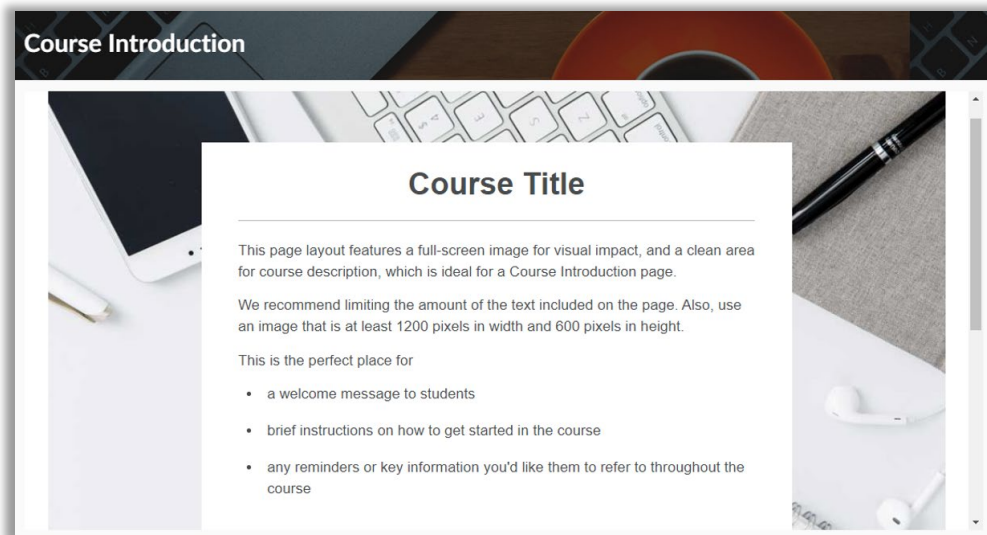 Course Introduction
Course Title
This page layout features a full-screen image for visual impact, and a clean area
for course description, which is ideal for a Course Introduction page.
We recommend limiting the amount of the text included on the page. Also, use
an image that is at least 1200 pixels in width and 600 pixels in height.
This is the perfect place for
• a welcome message to students
• brief instructions on how to get started in the course
• any reminders or key information you'd like them to refer to throughout the
course